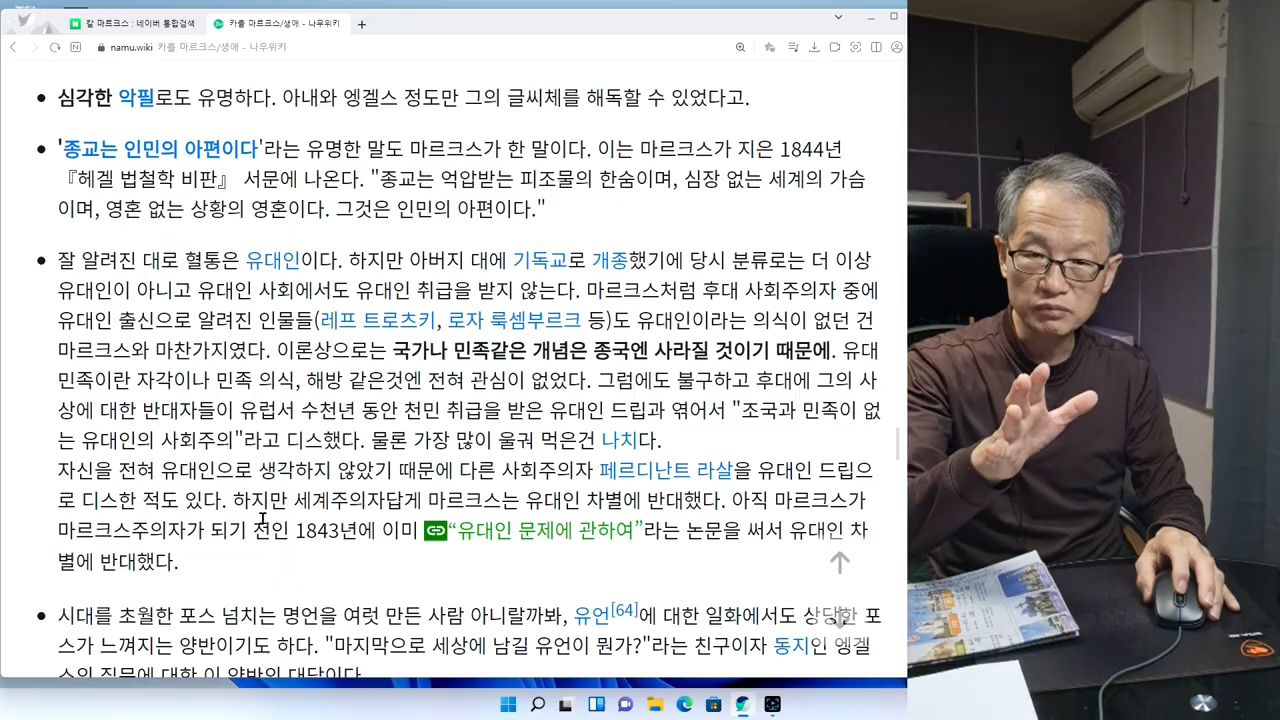 칼 마르크스 : 네이버 통합검색
카를 마르크스/생애 - 나무위키
namu.wiki 카를 마르크스/생애 - 나무위키
심각한 악필로도 유명하다. 아내와 엥겔스 정도만 그의 글씨체를 해독할 수 있었다고.
'종교는 인민의 아편이다'라는 유명한 말도 마르크스가 한 말이다. 이는 마르크스가 지은 1844년
『헤겔 법철학 비판』 서문에 나온다. "종교는 억압받는 피조물의 한숨이며, 심장 없는 세계의 가슴
이며, 영혼 없는 상황의 영혼이다. 그것은 인민의 아편이다."
잘 알려진 대로 혈통은 유대인이다. 하지만 아버지 대에 기독교로 개종했기에 당시 분류로는 더 이상
유대인이 아니고 유대인 사회에서도 유대인 취급을 받지 않는다. 마르크스처럼 후대 사회주의자 중에
유대인 출신으로 알려진 인물들(레프 트로츠키, 로자 룩셈부르크 등)도 유대인이라는 의식이 없던 건
마르크스와 마찬가지였다. 이론상으로는 국가나 민족같은 개념은 종국엔 사라질 것이기 때문에. 유대
민족이란 자각이나 민족 의식, 해방 같은것엔 전혀 관심이 없었다. 그럼에도 불구하고 후대에 그의 사
상에 대한 반대자들이 유럽서 수천년 동안 천민 취급을 받은 유대인 드립과 엮어서 "조국과 민족이 없
는 유대인의 사회주의"라고 디스했다. 물론 가장 많이 울궈 먹은건 나치다.
자신을 전혀 유대인으로 생각하지 않았기 때문에 다른 사회주의자 페르디난트 라살을 유대인 드립으
로 디스한 적도 있다. 하지만 세계주의자답게 마르크스는 유대인 차별에 반대했다. 아직 마르크스가
마르크스주의자가 되기 전인 1843년에 이미 “유대인 문제에 관하여”라는 논문을 써서 유대인 차
별에 반대했다.
시대를 초월한 포스 넘치는 명언을 여럿 만든 사람 아니랄까봐, 유언[64]에 대한 일화에서도 상당한 포
스가 느껴지는 양반이기도 하다. "마지막으로 세상에 남길 유언이 뭔가?"라는 친구이자 동지인 엥겔
스의 질문에 대한 이 양반의 대답이다.